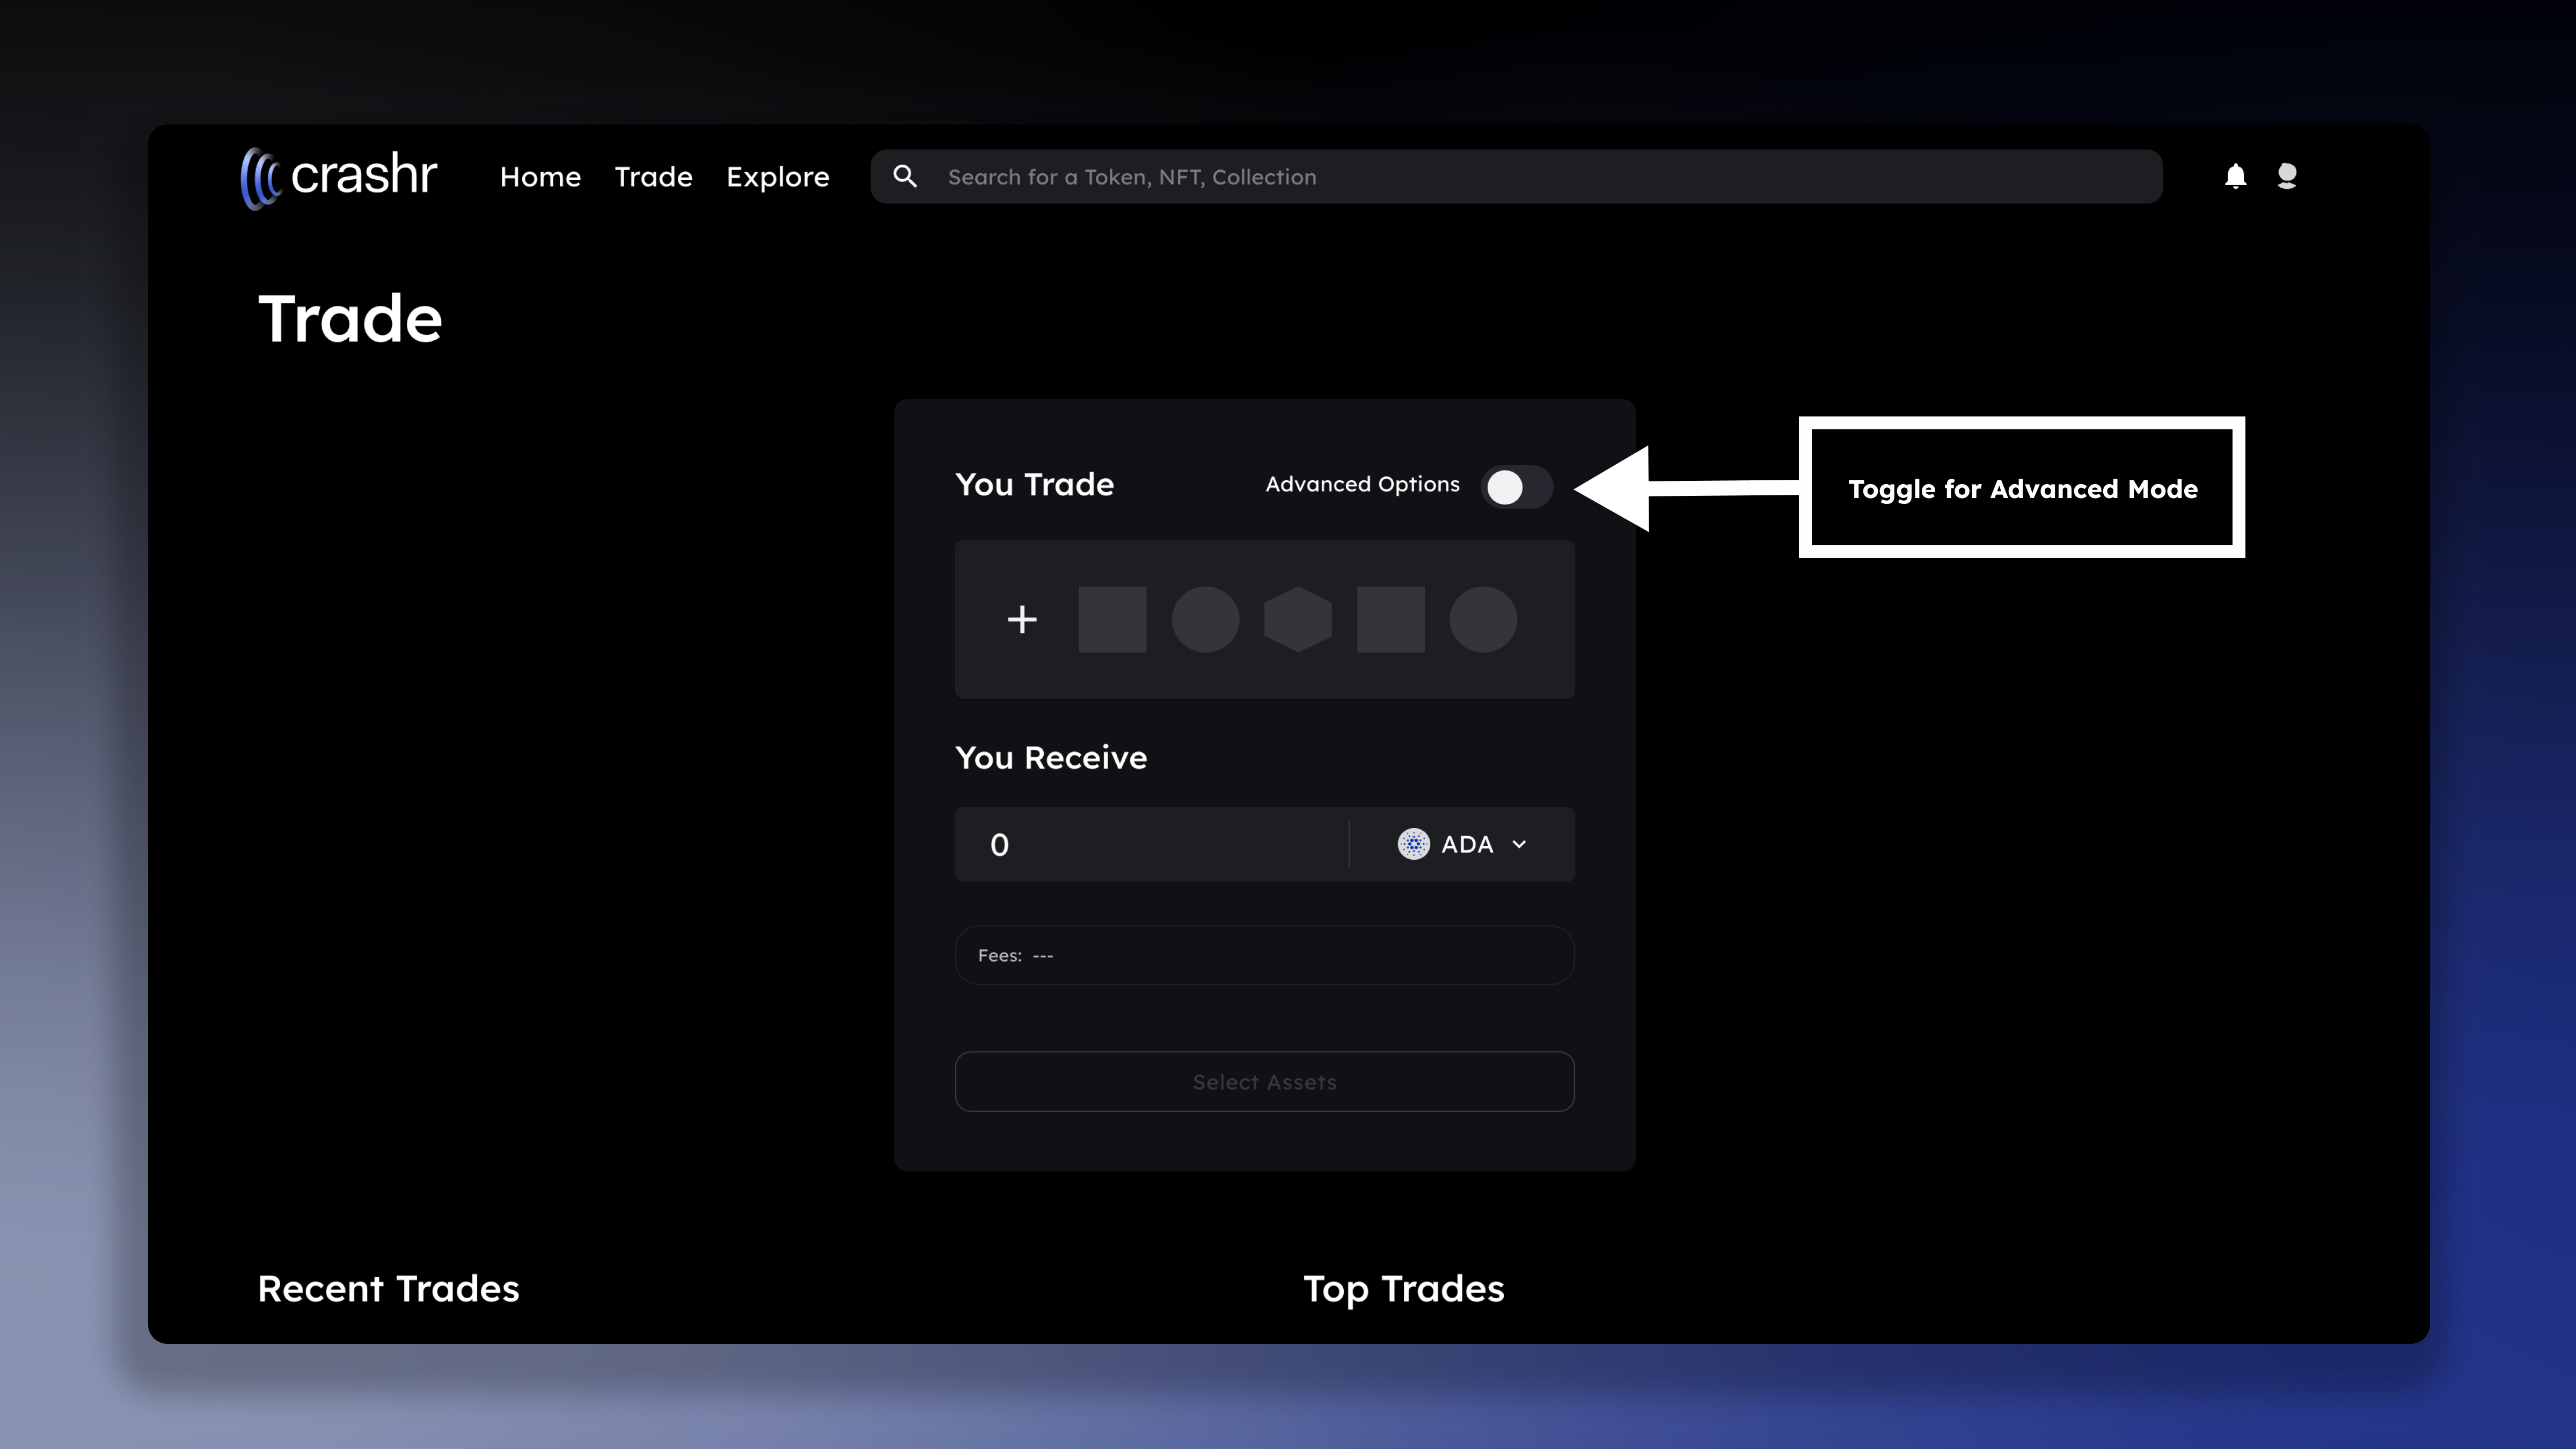 crashr
Home Trade Explore
Search for a Token, NFT, Collection
Trade
You Trade
Advanced Options
Toggle for Advanced Mode
You Receive
0
ADA
Fees: ---
Select Assets
Recent Trades
Top Trades